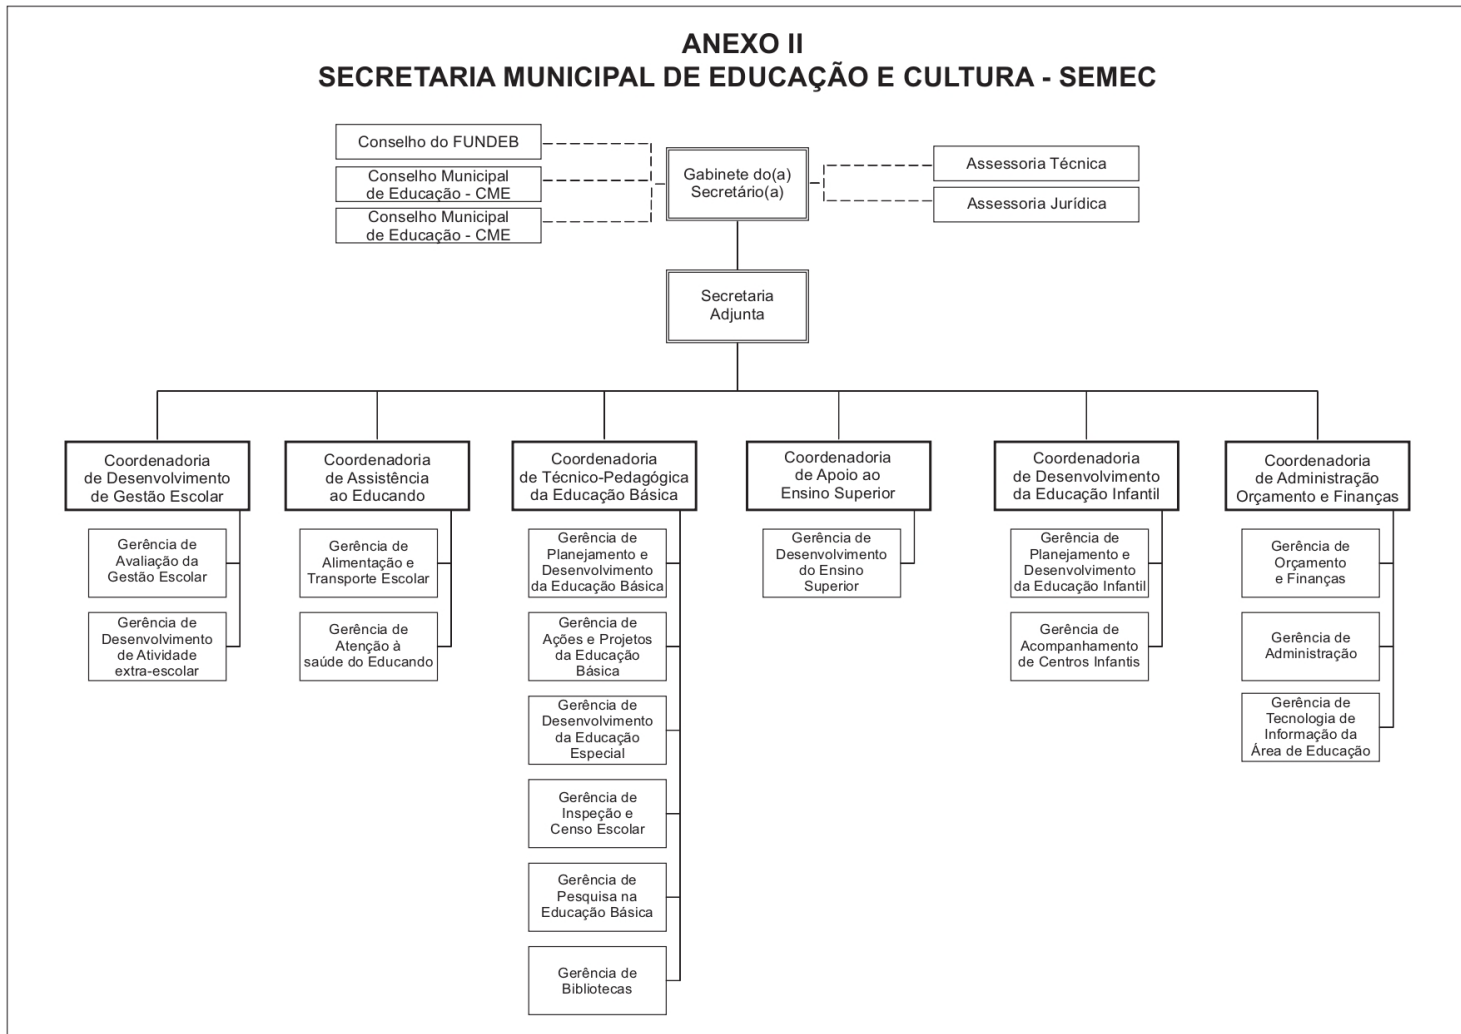 ANEXO II
SECRETARIA MUNICIPAL DE EDUCAÇÃO E CULTURA - SEMEC
Conselho do FUNDEB
Conselho Municipal
de Educação - CME
Conselho Municipal
de Educação - CME
Gabinete do(a)
Secretário(a)
Assessoria Técnica
Assessoria Jurídica
Secretaria
Adjunta
Coordenadoria
de Desenvolvimento
de Gestão Escolar
Gerência de
Avaliação da
Gestão Escolar
Gerência de
Desenvolvimento
de Atividade
extra-escolar
Coordenadoria
de Assistência
ao Educando
Gerência de
Alimentação e
Transporte Escolar
Gerência de
Atenção à
saúde do Educando
Coordenadoria
de Técnico-Pedagógica
da Educação Básica
Gerência de
Planejamento e
Desenvolvimento
da Educação Básica
Gerência de
Ações e Projetos
da Educação
Básica
Gerência de
Desenvolvimento
da Educação
Especial
Gerência de
Inspeção e
Censo Escolar
Gerência de
Pesquisa na
Educação Básica
Gerência de
Bibliotecas
Coordenadoria
de Apoio ao
Ensino Superior
Gerência de
Desenvolvimento
do Ensino
Superior
Coordenadoria
de Desenvolvimento
da Educação Infantil
Gerência de
Planejamento e
Desenvolvimento
da Educação Infantil
Gerência de
Acompanhamento
de Centros Infantis
Coordenadoria
de Administração
Orçamento e Finanças
Gerência de
Orçamento
e Finanças
Gerência de
Administração
Gerência de
Tecnologia de
Informação da
Área de Educação